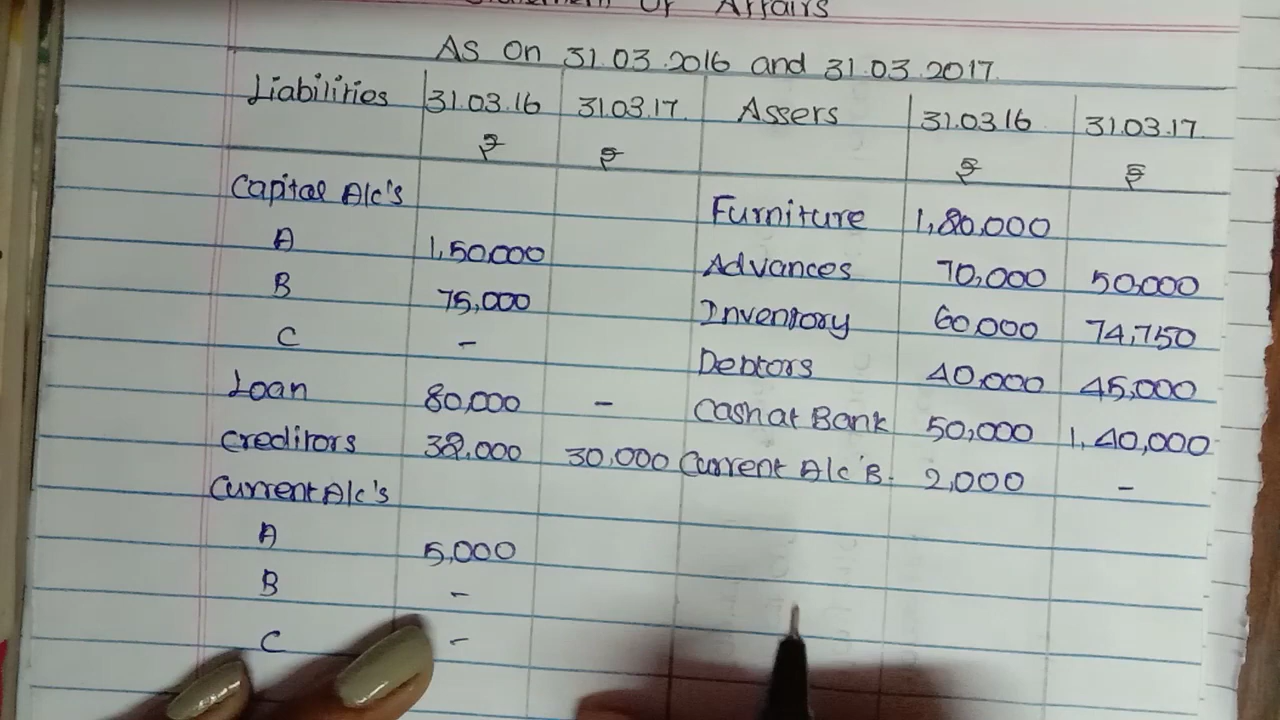 Statement Of Affairs
As On 31.03.2016 and 31.03.2017.
Liabilities 31.03.16 31.03.17. Assers 31.03.16 31.03.17.
₹ ₹ ₹ ₹
Capital A/c's Furniture 1,80,000
A 1,50,000 Advances 70,000 50,000
B 75,000 Inventory 60,000 74,750
C - Debtors 40,000 45,000
Loan 80,000 - Cash at Bank 50,000 1,40,000
Creditors 38,000 30,000 Current A/c 'B. 2,000 -
Current A/c's
A 5,000
B -
C -